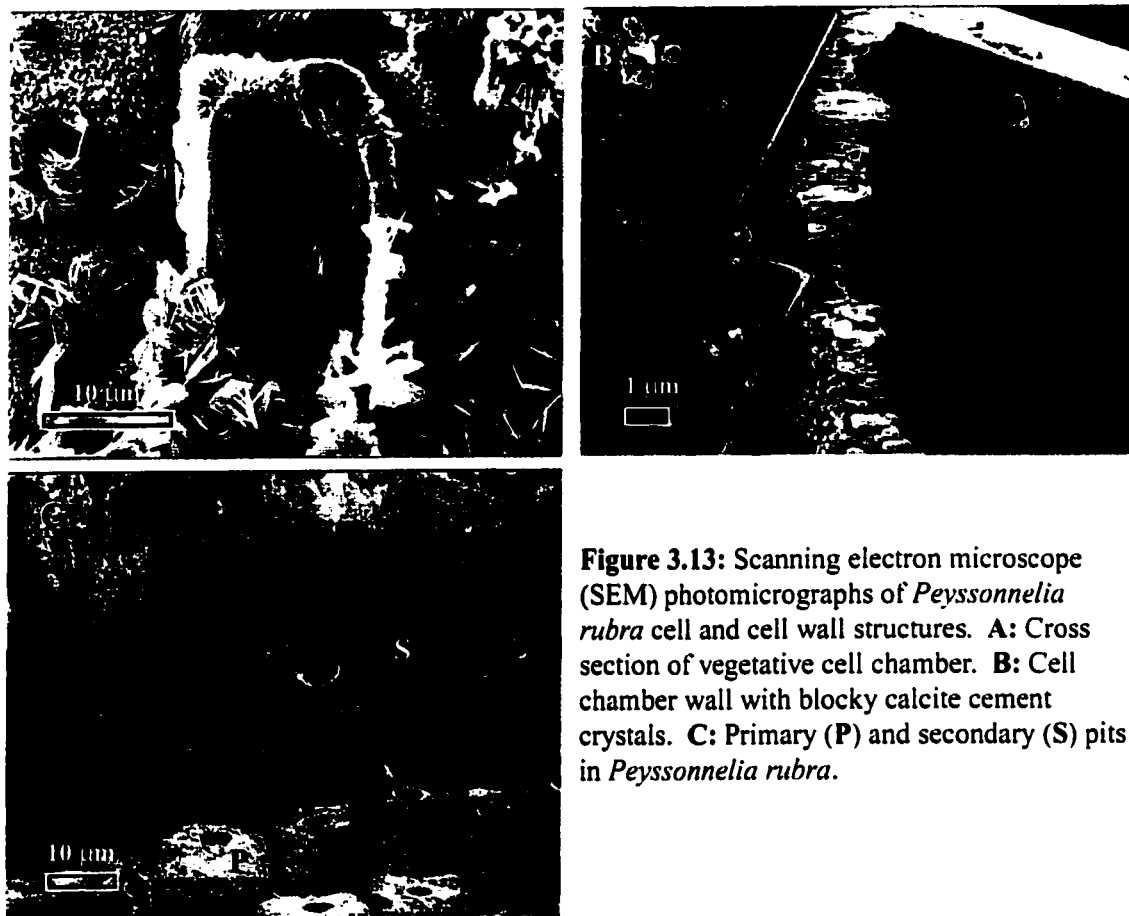 B
10 µm
1 µm
C
S
P
10 µm
Figure 3.13: Scanning electron microscope
(SEM) photomicrographs of Peyssonnelia
rubra cell and cell wall structures. A: Cross
section of vegetative cell chamber. B: Cell
chamber wall with blocky calcite cement
crystals. C: Primary (P) and secondary (S) pits
in Peyssonnelia rubra.